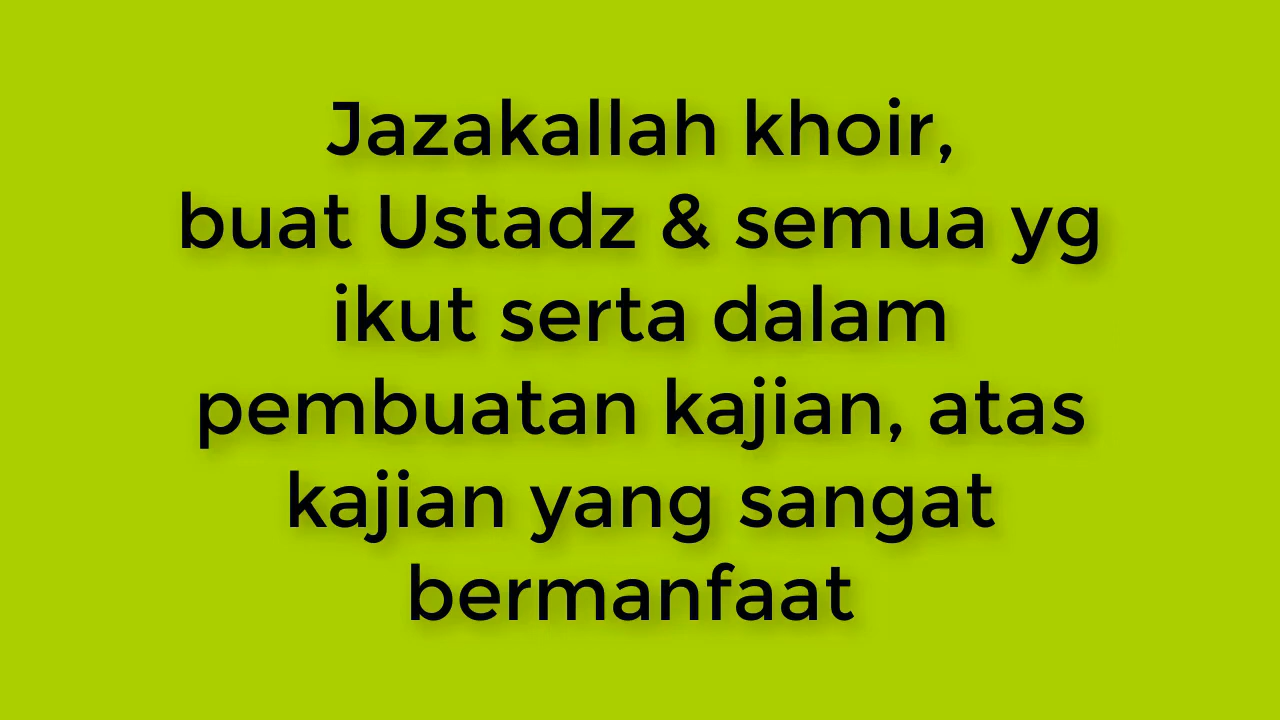 Jazakallah khoir,
buat Ustadz & semua yg
ikut serta dalam
pembuatan kajian, atas
kajian yang sangat
bermanfaat